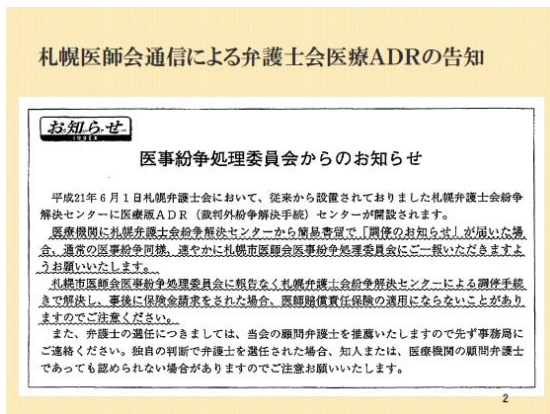 札幌医師会通信による弁護士会医療ADRの告知
お知らせ
INDEX
医事紛争処理委員会からのお知らせ
平成21年6月1日札幌弁護士会において、従来から設置されておりました札幌弁護士会紛争
解決センターに医療版ADR（裁判外紛争解決手続）センターが開設されます。
医療機関に札幌弁護士会紛争解決センターから簡易書留で「調停のお知らせ」が届いた場
合、通常の医事紛争同様、速やかに札幌市医師会医事紛争処理委員会にご一報いただきますよ
うお願いいたします。
札幌市医師会医事紛争処理委員会に報告なく札幌弁護士会紛争解決センターによる調停手続
きで解決し、事後に保険金請求をされた場合、医師賠償責任保険の適用にならないことがあり
ますのでご注意ください。
また、弁護士の選任につきましては、当会の顧問弁護士を推薦いたしますので先ず事務局に
ご連絡ください。独自の判断で弁護士を選任された場合、知人または、医療機関の顧問弁護士
であっても認められない場合がありますのでご注意お願いいたします。
2